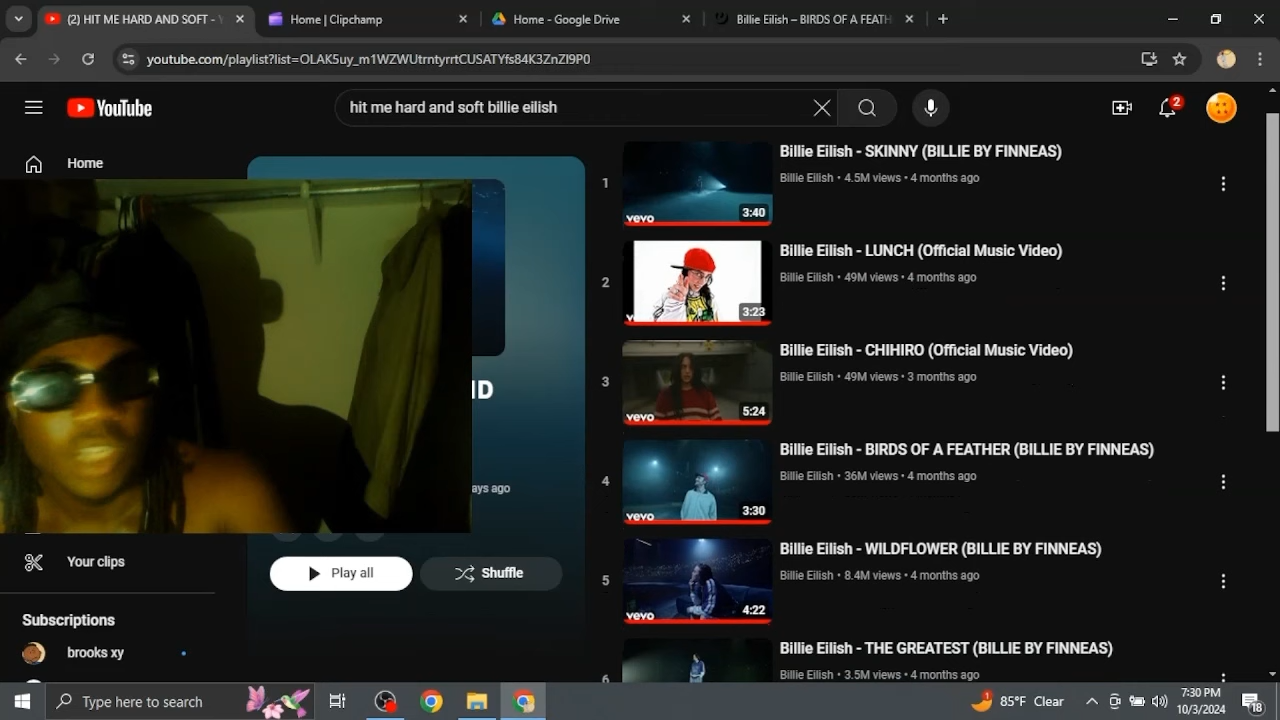 (2) HIT ME HARD AND SOFT - Y
Home | Clipchamp
Home - Google Drive
Billie Eilish – BIRDS OF A FEATH
youtube.com/playlist?list=OLAK5uy_m1WZWUtrntyrrtCUSATYfs84K3ZnZI9P0
YouTube
hit me hard and soft billie eilish
2
Home
1
Billie Eilish - SKINNY (BILLIE BY FINNEAS)
Billie Eilish • 4.5M views • 4 months ago
vevo
3:40
2
Billie Eilish - LUNCH (Official Music Video)
Billie Eilish • 49M views • 4 months ago
3:23
3
Billie Eilish - CHIHIRO (Official Music Video)
Billie Eilish • 49M views • 3 months ago
vevo
5:24
ND
ays ago
4
Billie Eilish - BIRDS OF A FEATHER (BILLIE BY FINNEAS)
Billie Eilish • 36M views • 4 months ago
vevo
3:30
Play all
Shuffle
5
Billie Eilish - WILDFLOWER (BILLIE BY FINNEAS)
Billie Eilish • 8.4M views • 4 months ago
vevo
4:22
6
Billie Eilish - THE GREATEST (BILLIE BY FINNEAS)
Billie Eilish • 3.5M views • 4 months ago
Your clips
Subscriptions
brooks xy
Type here to search
1
85°F Clear
7:30 PM
10/3/2024
18